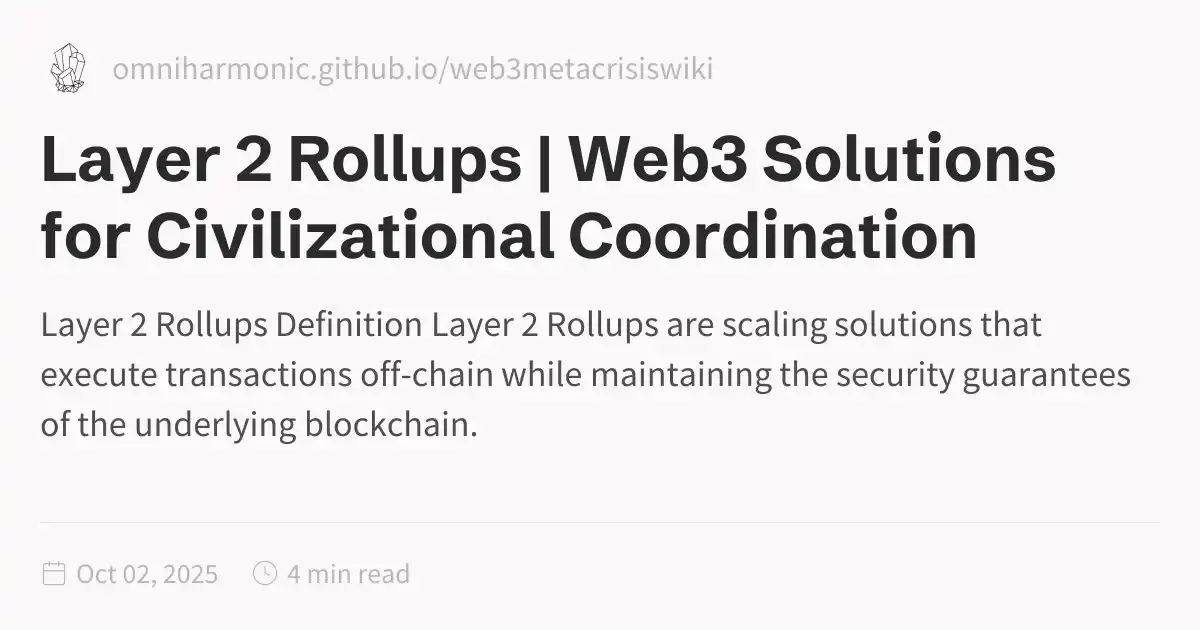 omniharmonic.github.io/web3metacrisiswiki
Layer 2 Rollups | Web3 Solutions
for Civilizational Coordination
Layer 2 Rollups Definition Layer 2 Rollups are scaling solutions that
execute transactions off-chain while maintaining the security guarantees
of the underlying blockchain.
Oct 02, 2025 4 min read